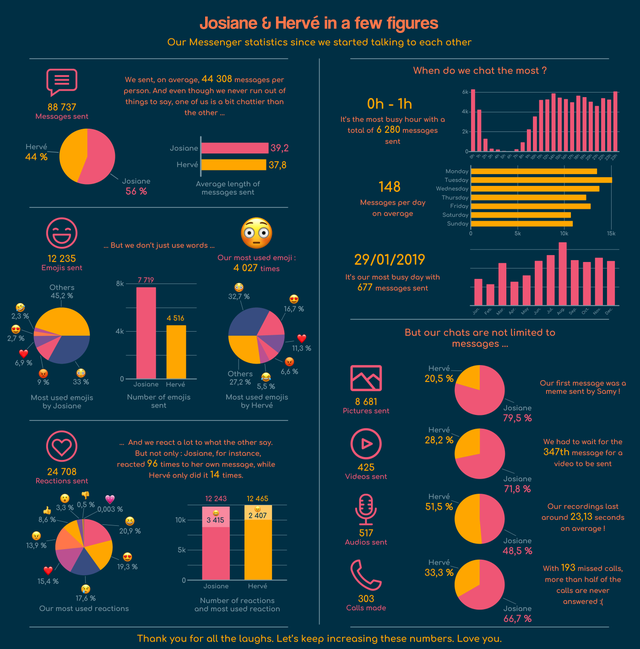 Josiane & Hervé in a few figures
Our Messenger statistics since we started talking to each other
88 737
Messages sent
We sent, on average, 44 308 messages per
person. And even though we never run out of
things to say, one of us is a bit chattier than
the other ...
Hervé
44 %
Josiane
56 %
Josiane 39,2
Hervé 37,8
Average length of
messages sent
12 235
Emojis sent
... But we don't just use words ...
Our most used emoji :
4 027 times
Others
45,2 %
2,3 %
2,7 %
6,9 %
9 %
33 %
Most used emojis
by Josiane
8k
4k
0
7 719
4 516
Josiane Hervé
Number of emojis
sent
32,7 %
16,7 %
11,3 %
6,6 %
5,5 %
Others
27,2 %
Most used emojis
by Hervé
24 708
Reactions sent
... And we react a lot to what the other say.
But not only : Josiane, for instance,
reacted 96 times to her own message, while
Hervé only did it 14 times.
3,3 %
0,5 %
0,003 %
8,6 %
20,9 %
13,9 %
19,3 %
15,4 %
17,6 %
Our most used reactions
12 243 12 465
10k
5k
0
3 415
2 407
Josiane Hervé
Number of reactions
and most used reaction
When do we chat the most ?
0h - 1h
It's the most busy hour with a
total of 6 280 messages
sent
6k
4k
2k
0
148
Messages per day
on average
Monday
Tuesday
Wednesday
Thursday
Friday
Saturday
Sunday
0 5k 10k 15k
29/01/2019
It's our most busy day with
677 messages sent
But our chats are not limited to
messages ...
8 681
Pictures sent
Hervé
20,5 %
Josiane
79,5 %
Our first message was a
meme sent by Samy !
425
Videos sent
Hervé
28,2 %
Josiane
71,8 %
We had to wait for the
347th message for a
video to be sent
517
Audios sent
Hervé
51,5 %
Josiane
48,5 %
Our recordings last
around 23,13 seconds
on average !
303
Calls made
Hervé
33,3 %
Josiane
66,7 %
With 193 missed calls,
more than half of the
calls are never
answered :(
Thank you for all the laughs. Let's keep increasing these numbers. Love you.